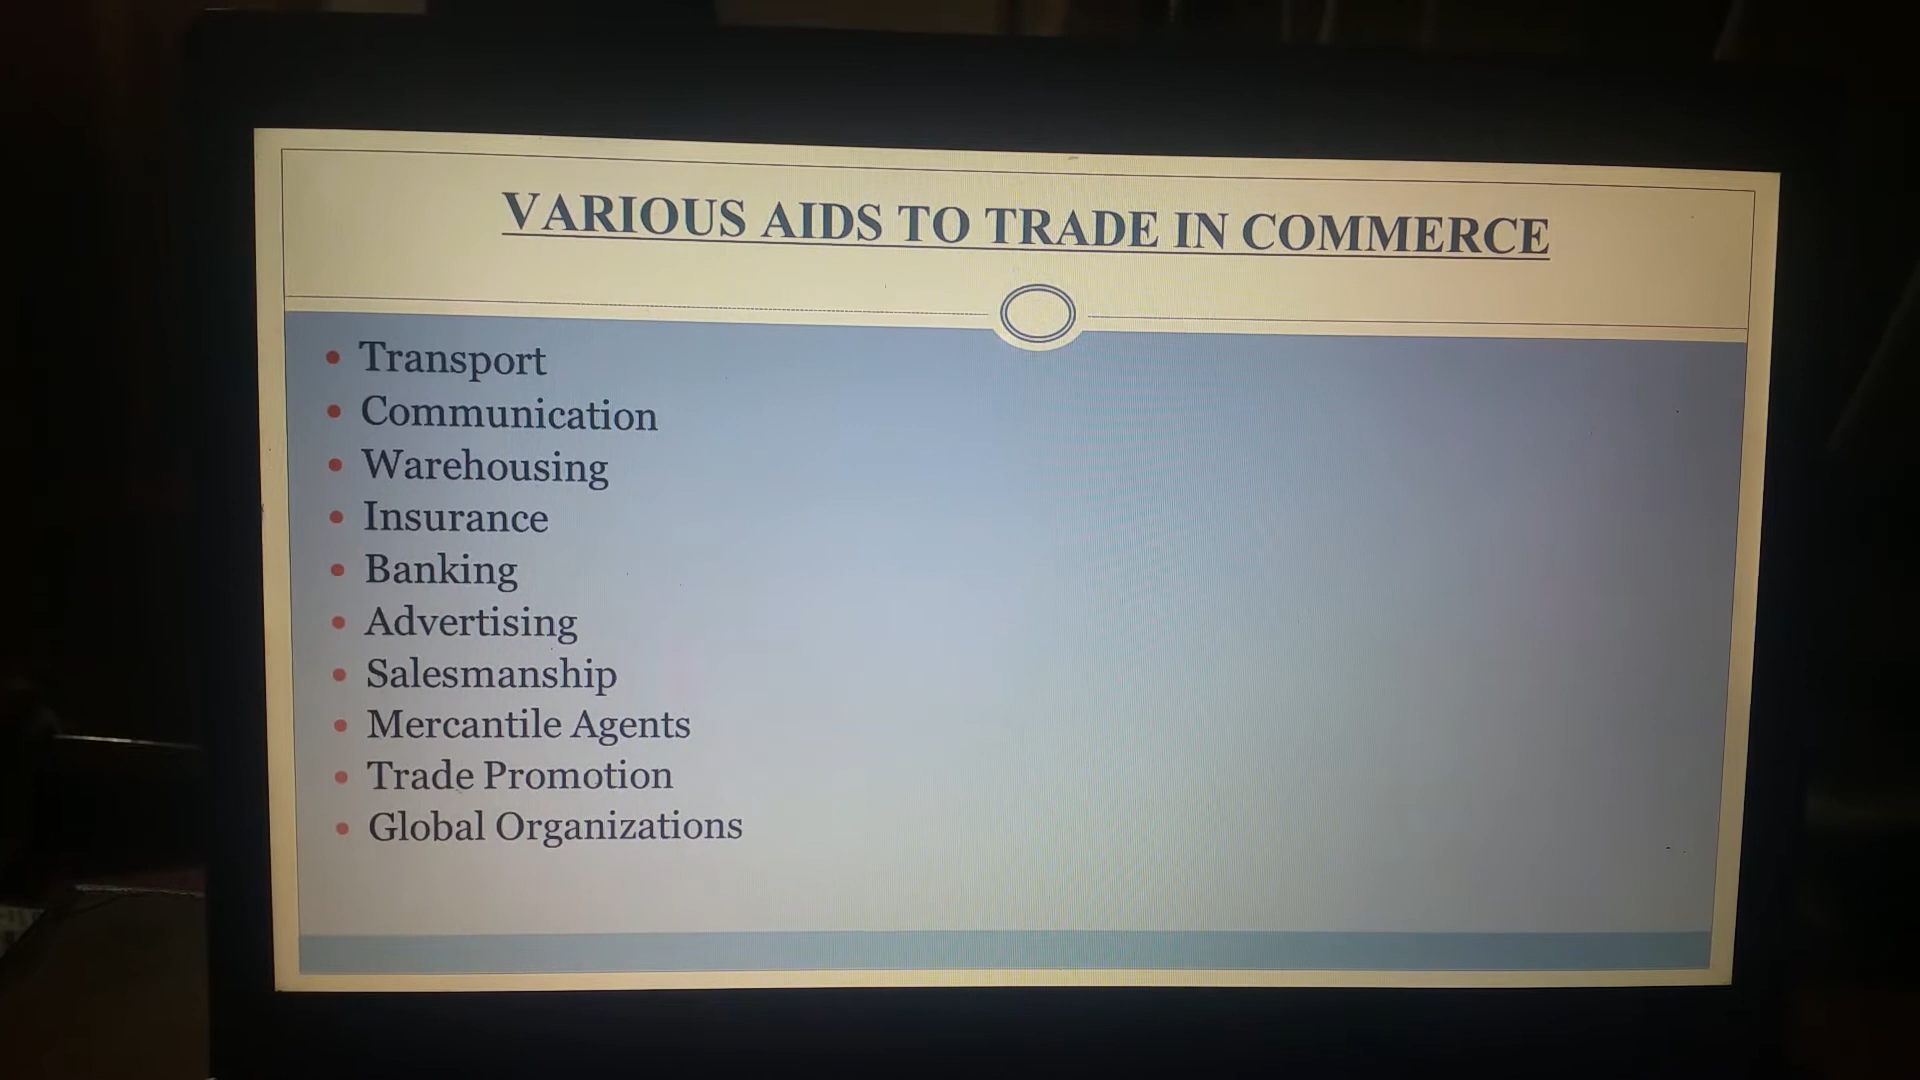 VARIOUS AIDS TO TRADE IN COMMERCE
Transport
Communication
Warehousing
Insurance
Banking
Advertising
Salesmanship
Mercantile Agents
Trade Promotion
Global Organizations